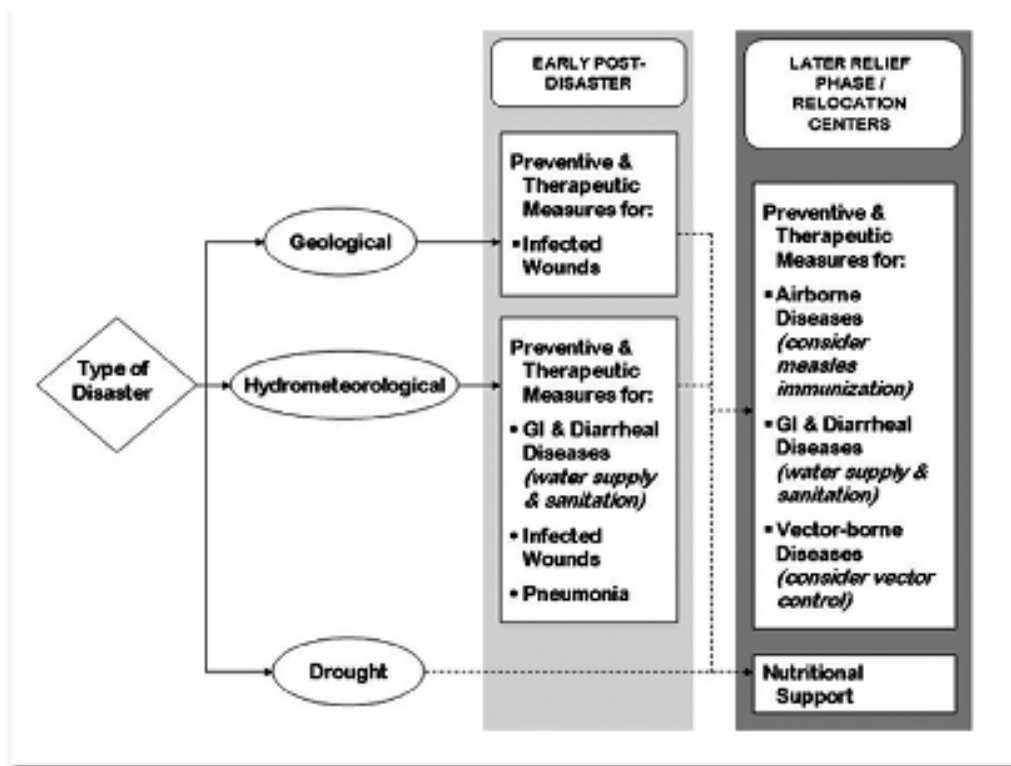 Type of
Disaster
Geological
Hydrometeorological
Drought
EARLY POST-
DISASTER
Preventive &
Therapeutic
Measures for:
▪ Infected
Wounds
Preventive &
Therapeutic
Measures for:
• GI & Diarrheal
Diseases
(water supply
& sanitation)
• Infected
Wounds
• Pneumonia
LATER RELIEF
PHASE /
RELOCATION
CENTERS
Preventive &
Therapeutic
Measures for:
▪ Airborne
Diseases
(consider
measles
immunization)
▪ GI & Diarrheal
Diseases
(water supply &
sanitation)
▪ Vector-borne
Diseases
(consider vector
control)
Nutritional
Support